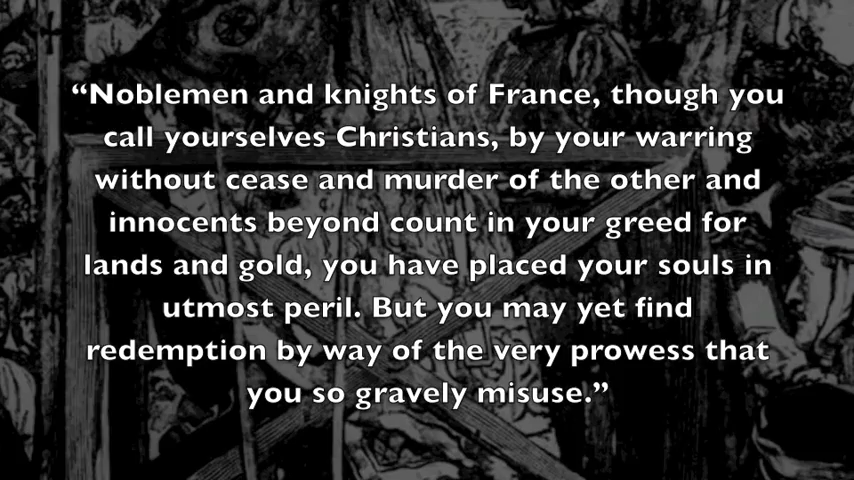 “Noblemen and knights of France, though you
call yourselves Christians, by your warring
without cease and murder of the other and
innocents beyond count in your greed for
lands and gold, you have placed your souls in
utmost peril. But you may yet find
redemption by way of the very prowess that
you so gravely misuse.”